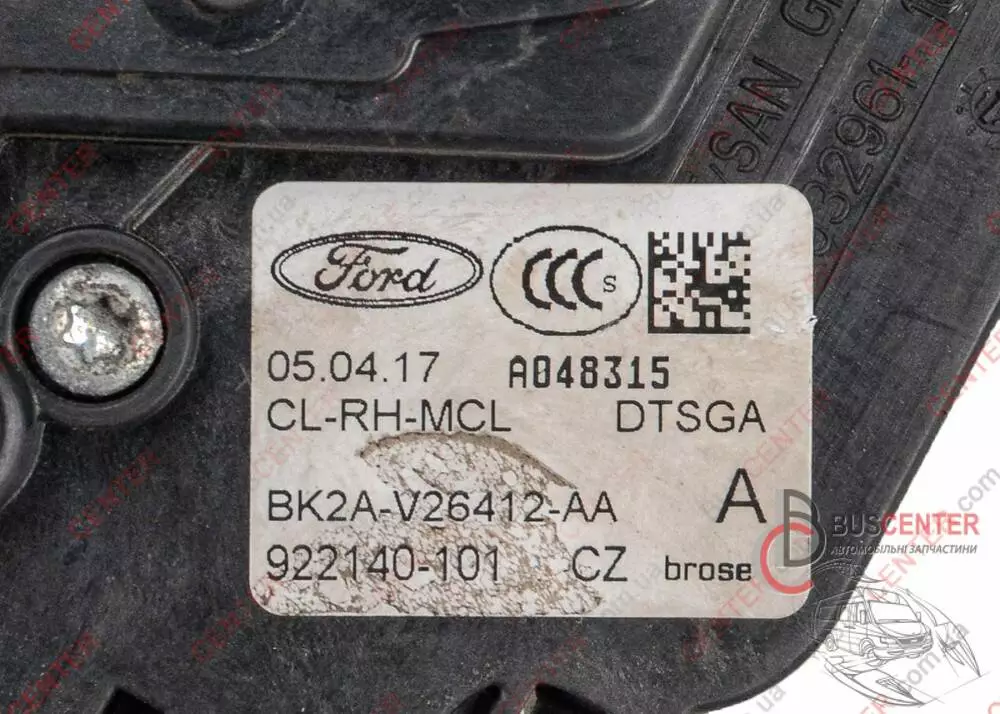 Ford CCC S
05.04.17 A048315
CL-RH-MCL DTSGA
BK2A-V26412-AA A
922140-101 CZ brose
BUSCENTER
АВТОМОБІЛЬНІ ЗАПЧАСТИНИ